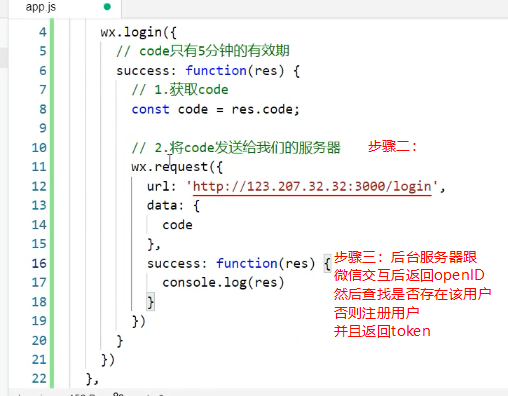 app.js
4 wx.login({
5 // code只有5分钟的有效期
6 success: function(res) {
7 // 1.获取code
8 const code = res.code;
9
10 // 2.将code发送给我们的服务器 步骤二：
11 wx.request({
12 url: 'http://123.207.32.32:3000/login',
13 data: {
14 code
15 },
16 success: function(res) {
17 console.log(res)
18 }
19 })
20 }
21 })
22 },
步骤三：后台服务器跟
微信交互后返回openID
然后查找是否存在该用户
否则注册用户
并且返回token